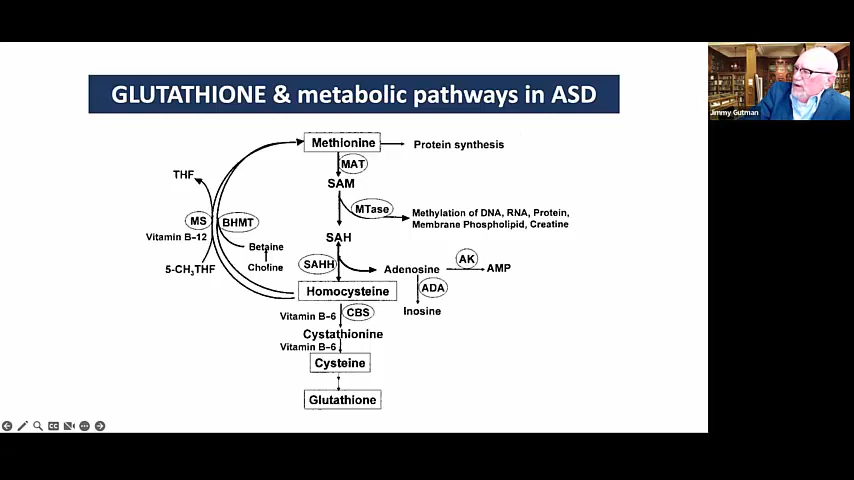 GLUTATHIONE & metabolic pathways in ASD
Jimmy Gutman
Methionine
Protein synthesis
MAT
THF
SAM
MS
BHMT
MTase
Methylation of DNA, RNA, Protein,
Membrane Phospholipid, Creatine
Vitamin B-12
SAH
Betaine
Choline
5-CH₃THF
SAHH
Adenosine
AK
AMP
ADA
Homocysteine
Inosine
Vitamin B-6
CBS
Cystathionine
Vitamin B-6
Cysteine
Glutathione
CC